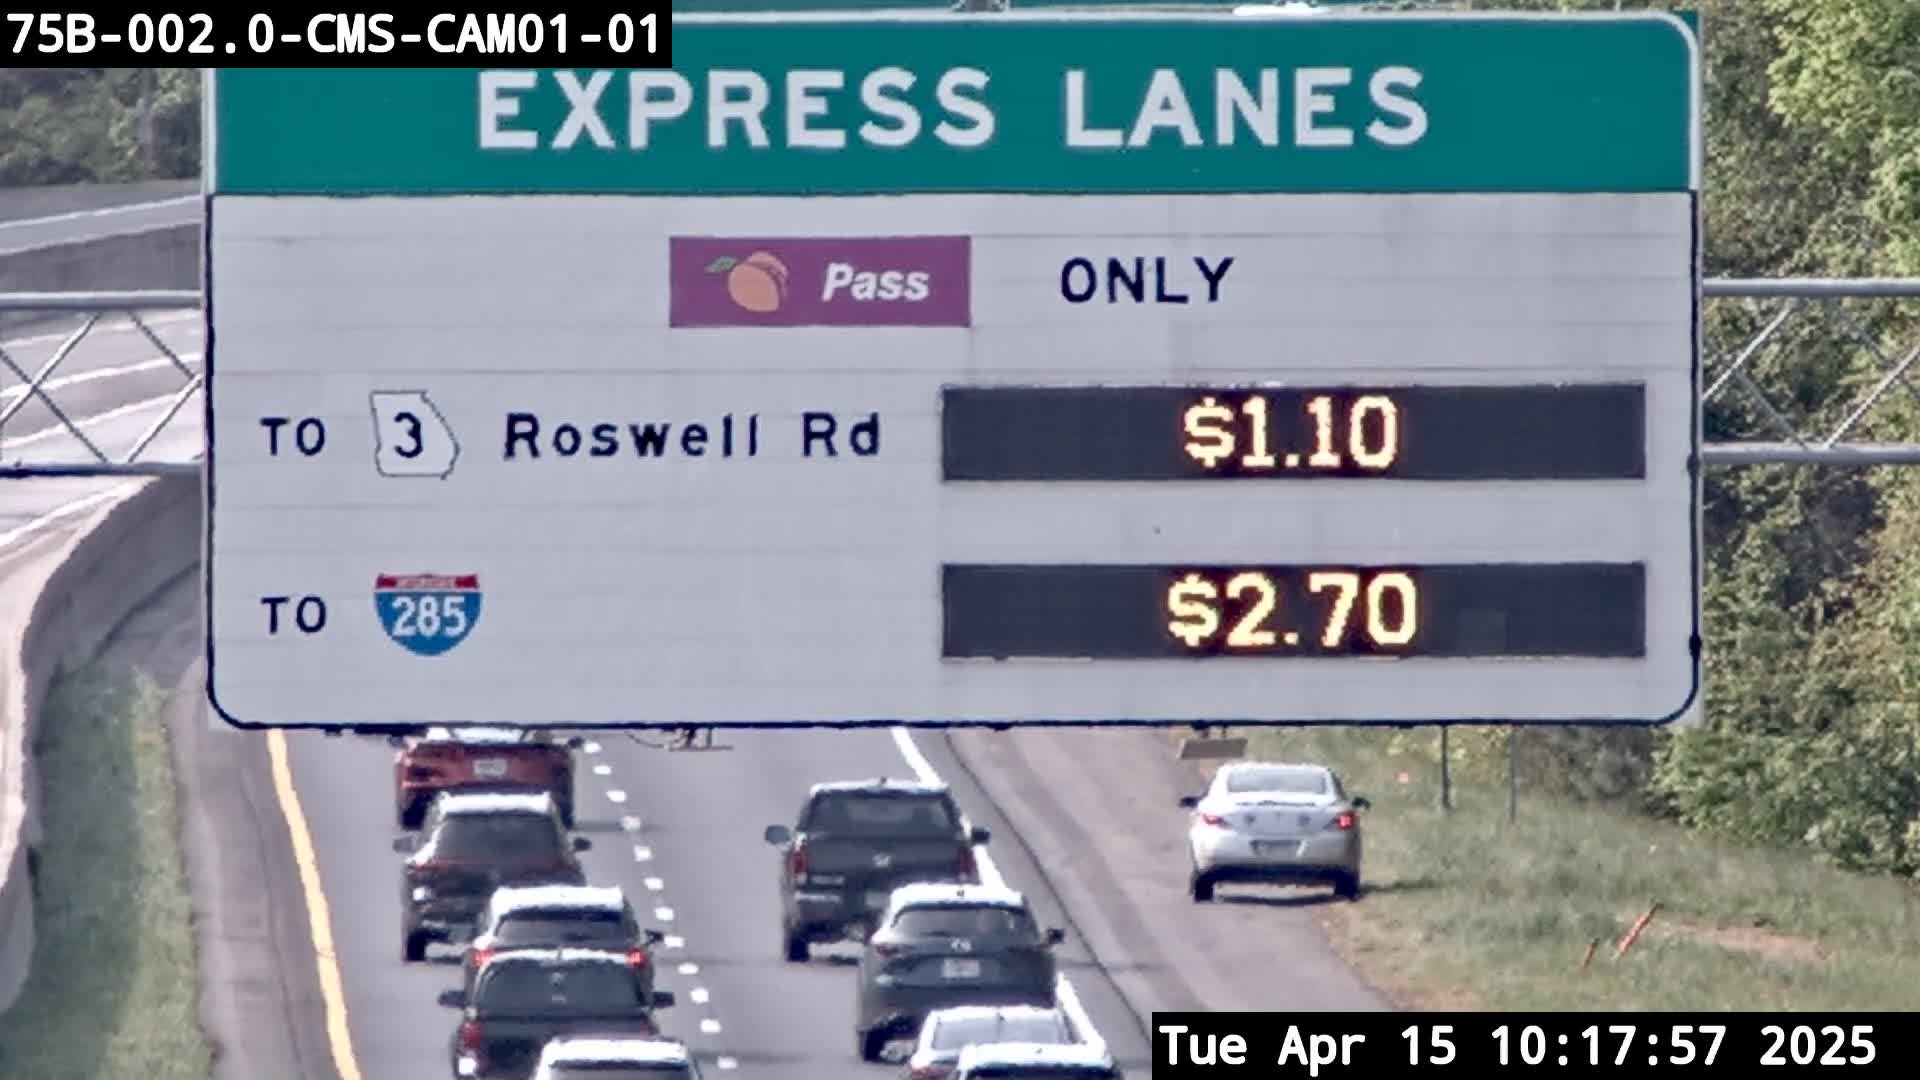 75B-002.0-CMS-CAM01-01
EXPRESS LANES
Pass ONLY
TO 3 Roswell Rd $1.10
TO 285 $2.70
Tue Apr 15 10:17:57 2025